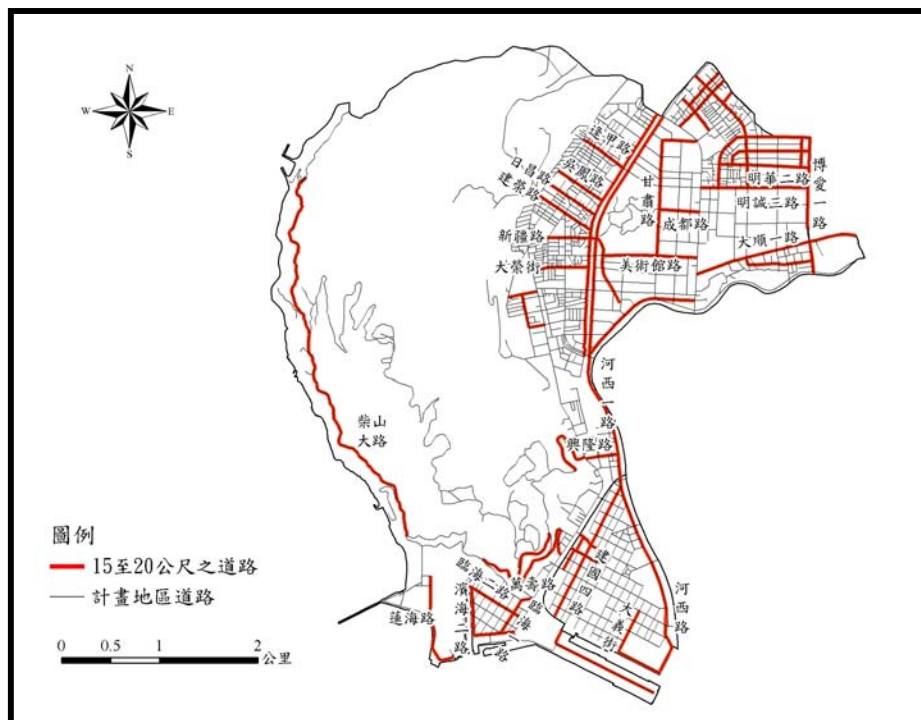 N
W
E
S
逢甲路
吳鳳路
日昌路
建榮路
甘肅路
博愛一路
明華二路
明誠三路
成都路
新疆路
大順一路
大榮街
美術館路
河西一路
柴山
大路
興隆路
圖例
15至20公尺之道路
計畫地區道路
臨海二路
萬壽路
建國四路
河西路
大義街
蓮海路
濱海二路
臨海
路
0
0.5
1
2
公里